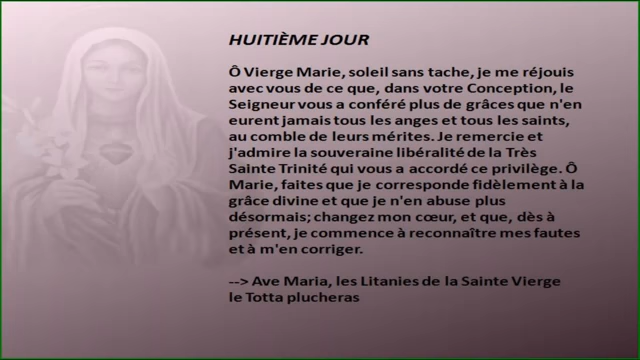 HUITIÈME JOUR
Ô Vierge Marie, soleil sans tache, je me réjouis
avec vous de ce que, dans votre Conception, le
Seigneur vous a conféré plus de grâces que n'en
eurent jamais tous les anges et tous les saints,
au comble de leurs mérites. Je remercie et
j'admire la souveraine libéralité de la Très
Sainte Trinité qui vous a accordé ce privilège. Ô
Marie, faites que je corresponde fidèlement à la
grâce divine et que je n'en abuse plus
désormais; changez mon cœur, et que, dès à
présent, je commence à reconnaître mes fautes
et à m'en corriger.
--> Ave Maria, les Litanies de la Sainte Vierge
le Totta plucheras